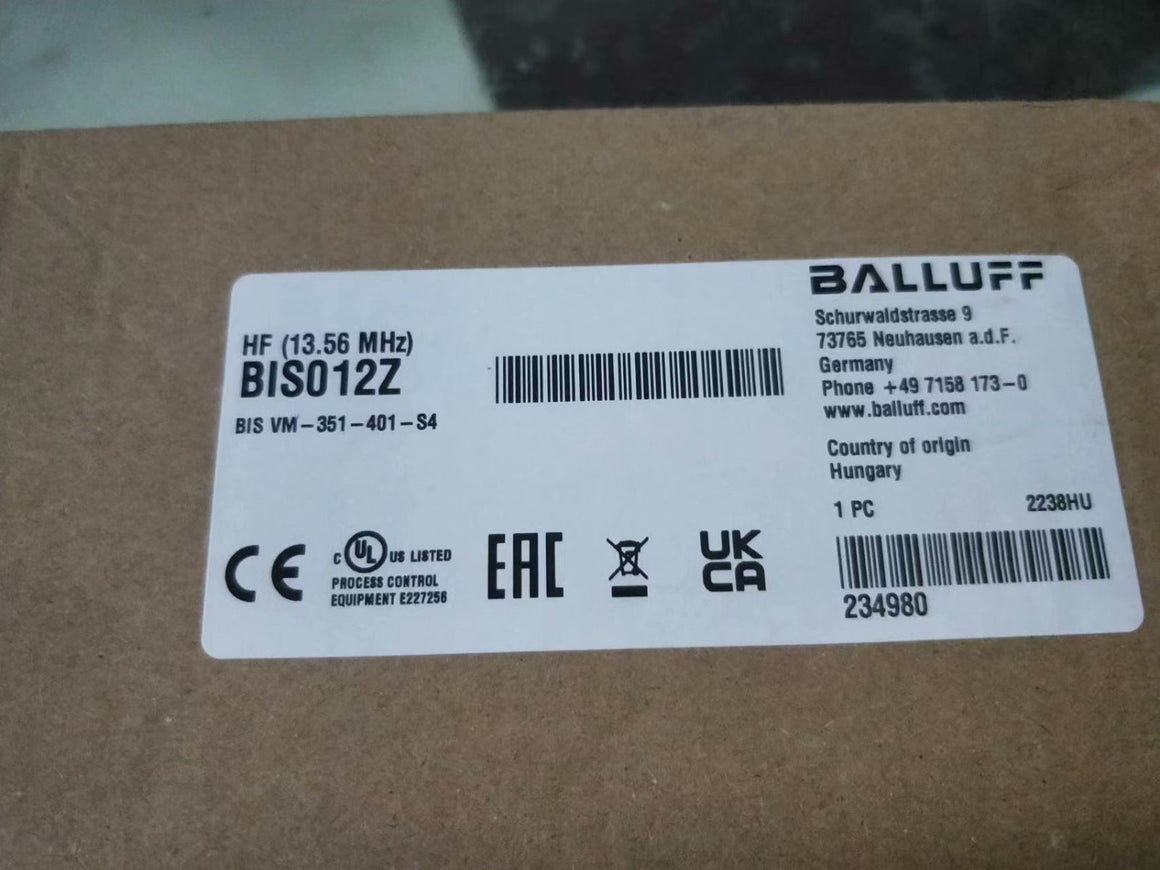 BALLUFF
Schurwaldstrasse 9
73765 Neuhausen a.d.F.
Germany
Phone +49 7158 173-0
www.balluff.com
Country of origin
Hungary
1 PC 2238HU
234980
HF (13.56 MHz)
BIS012Z
BIS VM-351-401-S4
CE
c UL US LISTED
PROCESS CONTROL
EQUIPMENT E227256
EAC
UK
CA